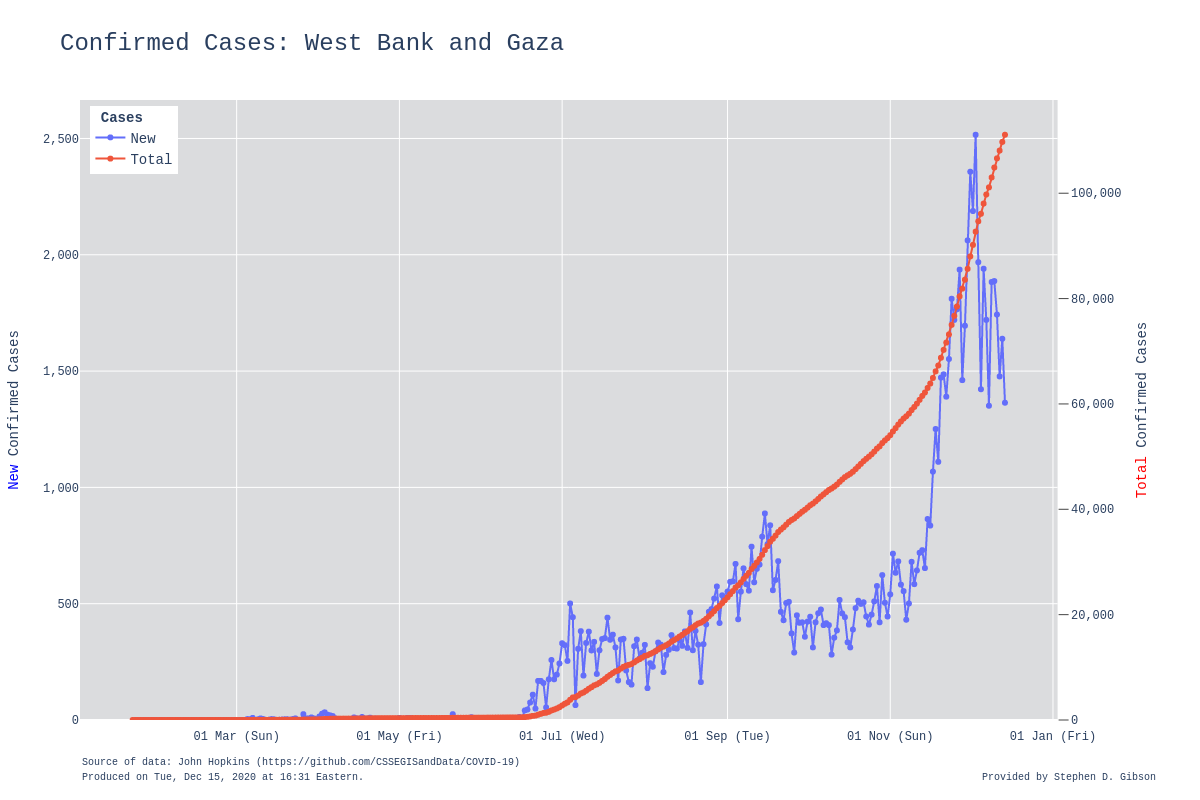 Confirmed Cases: West Bank and Gaza
Cases
New
Total
2,500
2,000
1,500
1,000
500
0
100,000
80,000
60,000
40,000
20,000
0
New Confirmed Cases
Total Confirmed Cases
01 Mar (Sun) 01 May (Fri) 01 Jul (Wed) 01 Sep (Tue) 01 Nov (Sun) 01 Jan (Fri)
Source of data: John Hopkins (https://github.com/CSSEGISandData/COVID-19)
Produced on Tue, Dec 15, 2020 at 16:31 Eastern.
Provided by Stephen D. Gibson